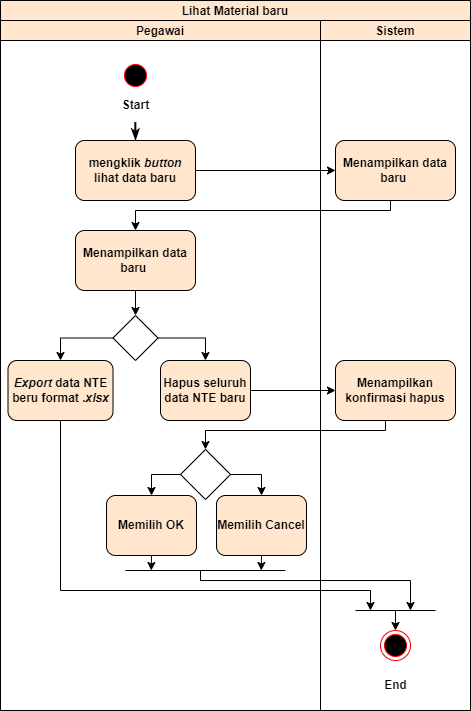 Lihat Material baru
Pegawai
Sistem
Start
mengklik button
lihat data baru
Menampilkan data
baru
Menampilkan data
baru
Export data NTE
beru format .xlsx
Hapus seluruh
data NTE baru
Menampilkan
konfirmasi hapus
Memilih OK
Memilih Cancel
End